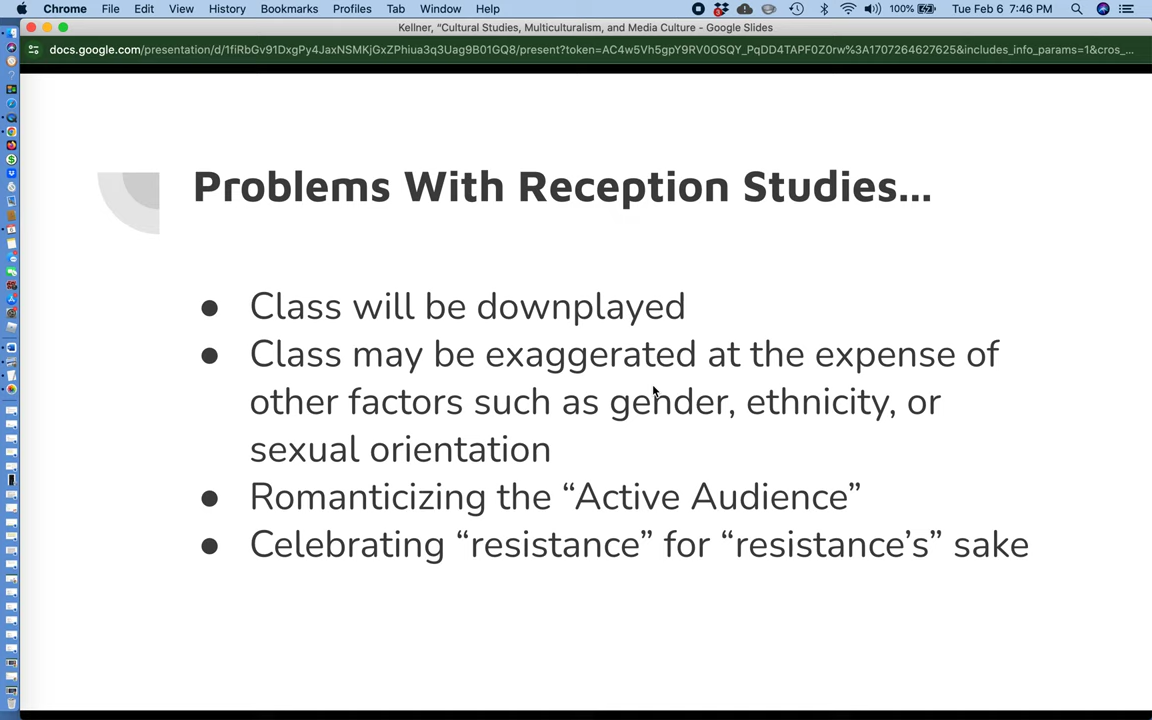 Chrome File Edit View History Bookmarks Profiles Tab Window Help 100% Tue Feb 6 7:46 PM
Kellner, “Cultural Studies, Multiculturalism, and Media Culture - Google Slides
docs.google.com/presentation/d/1fiRbGv91DxgPy4JaxNSMKjGxZPhiua3q3Uag9B01GQ8/present?token=AC4w5Vh5gpY9RV0OSQY_PqDD4TAPF0Z0rw%3A1707264627625&includes_info_params=1&cros_...
Problems With Reception Studies...
● Class will be downplayed
● Class may be exaggerated at the expense of
other factors such as gender, ethnicity, or
sexual orientation
● Romanticizing the “Active Audience”
● Celebrating “resistance” for “resistance’s” sake